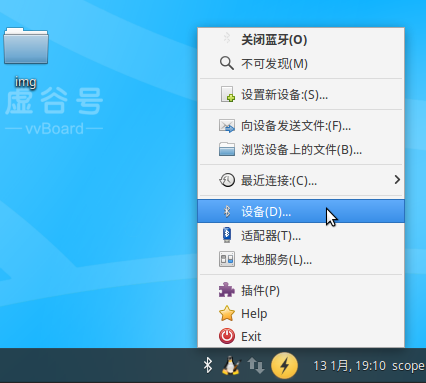 img
虚谷号
vvBoard
关闭蓝牙(O)
不可发现(M)
设置新设备:(S)...
向设备发送文件:(F)...
浏览设备上的文件(B)...
最近连接:(C)...
设备(D)...
适配器(T)...
本地服务(L)...
插件(P)
Help
Exit
13 1月, 19:10 scope